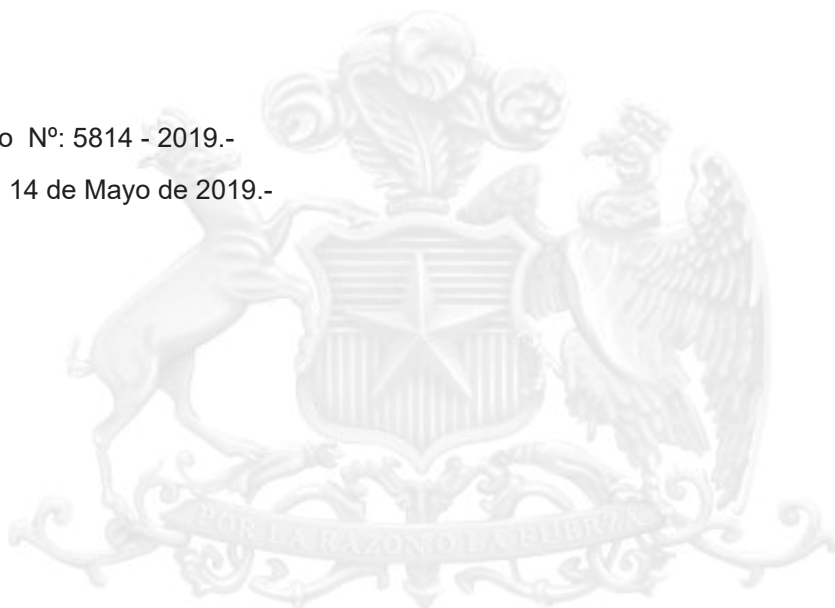 o Nº: 5814 - 2019.-
14 de Mayo de 2019.-
POR LA RAZON O LA FUERZA